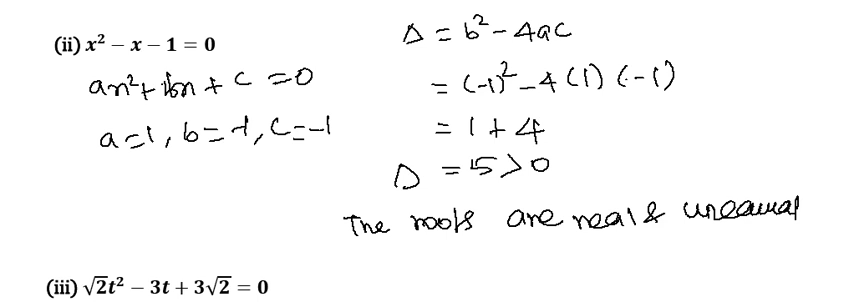 (ii) x² − x − 1 = 0
ax² + bx + c = 0
a=1, b=-1, c=-1
Δ = b² − 4ac
= (-1)² − 4 (1) (-1)
= 1 + 4
Δ = 5 > 0
The roots are real & unequal
(iii) √2t² − 3t + 3√2 = 0